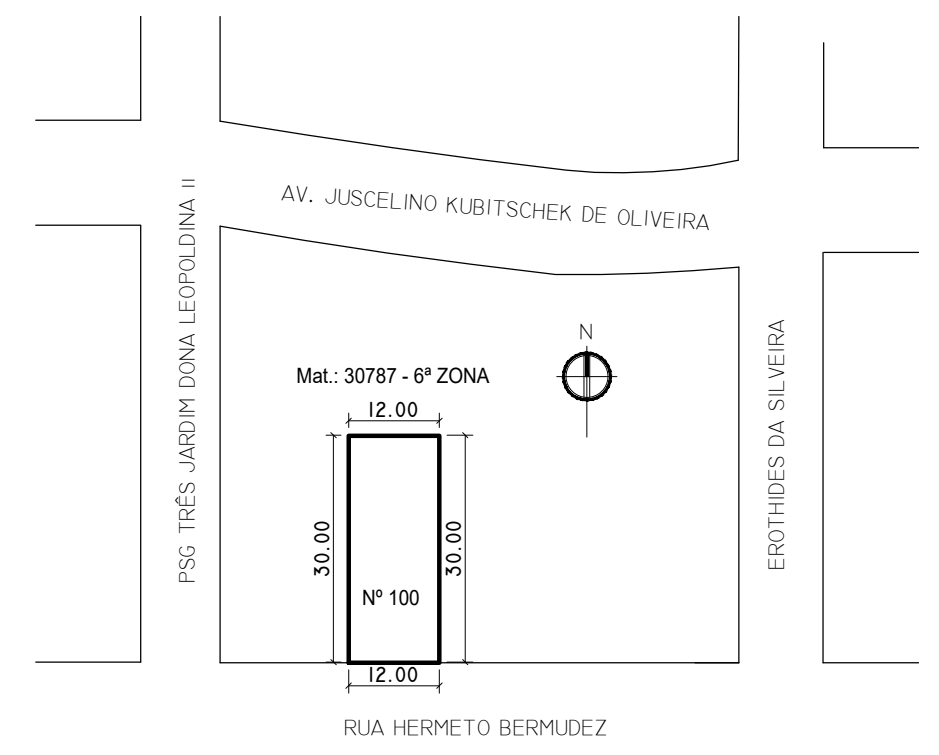 AV. JUSCELINO KUBITSCHEK DE OLIVEIRA
PSG TRÊS JARDIM DONA LEOPOLDINA II
N
EROTHIDES DA SILVEIRA
Mat.: 30787 - 6ª ZONA
12.00
30.00
30.00
Nº 100
12.00
RUA HERMETO BERMUDEZ